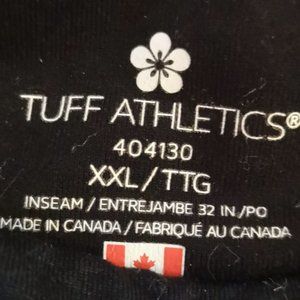 TUFF ATHLETICS®
404130
XXL/TTG
INSEAM / ENTREJAMBE 32 IN./PO
MADE IN CANADA / FABRIQUÉ AU CANADA